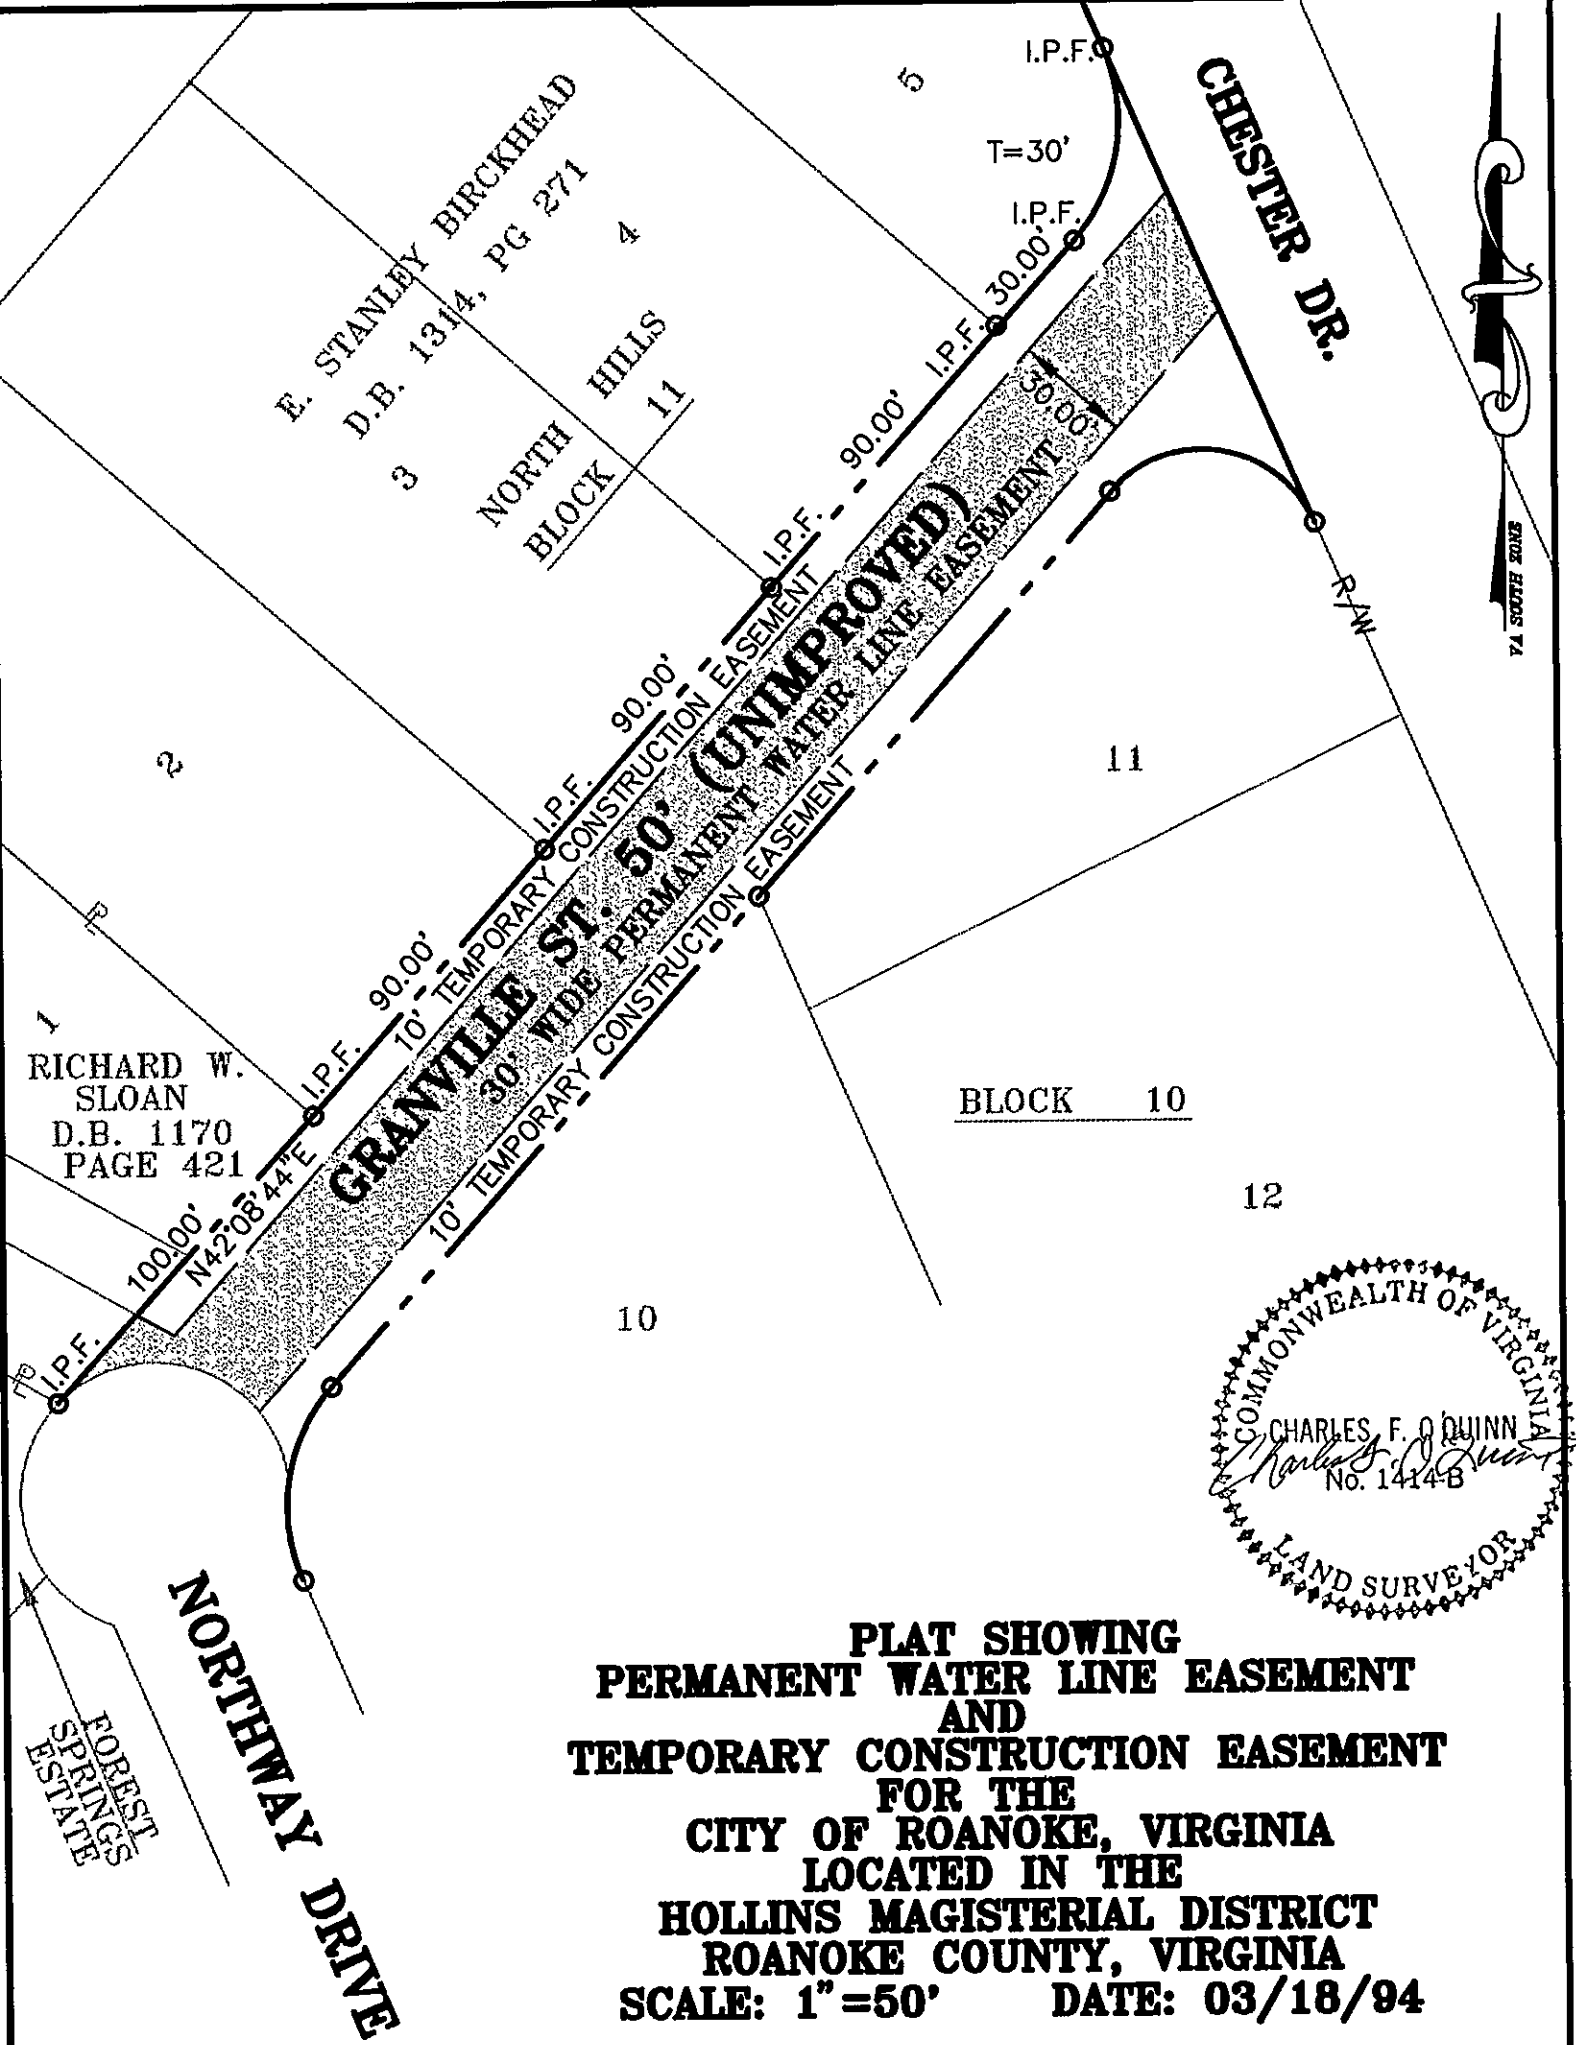 I.P.F.
T=30'
I.P.F.
30.00'
I.P.F.
90.00'
I.P.F.
90.00'
I.P.F.
90.00'
I.P.F.
100.00'
N42°08'44"E
I.P.F.
CHESTER DR.
VA SOUTH ZONE
R/W
5
E. STANLEY BIRCKHEAD
D.B. 1314, PG 271
4
3
NORTH HILLS
BLOCK 11
2
1
RICHARD W.
SLOAN
D.B. 1170
PAGE 421
30.00'
10' TEMPORARY CONSTRUCTION EASEMENT
GRANVILLE ST. 50' (UNIMPROVED)
30' WIDE PERMANENT WATER LINE EASEMENT
10' TEMPORARY CONSTRUCTION EASEMENT
11
BLOCK 10
12
10
COMMONWEALTH OF VIRGINIA
CHARLES F. O'QUINN
Charles F. O'Quinn
No. 1414-B
LAND SURVEYOR
FOREST
SPRINGS
ESTATE
NORTHWAY DRIVE
PLAT SHOWING
PERMANENT WATER LINE EASEMENT
AND
TEMPORARY CONSTRUCTION EASEMENT
FOR THE
CITY OF ROANOKE, VIRGINIA
LOCATED IN THE
HOLLINS MAGISTERIAL DISTRICT
ROANOKE COUNTY, VIRGINIA
SCALE: 1"=50' DATE: 03/18/94